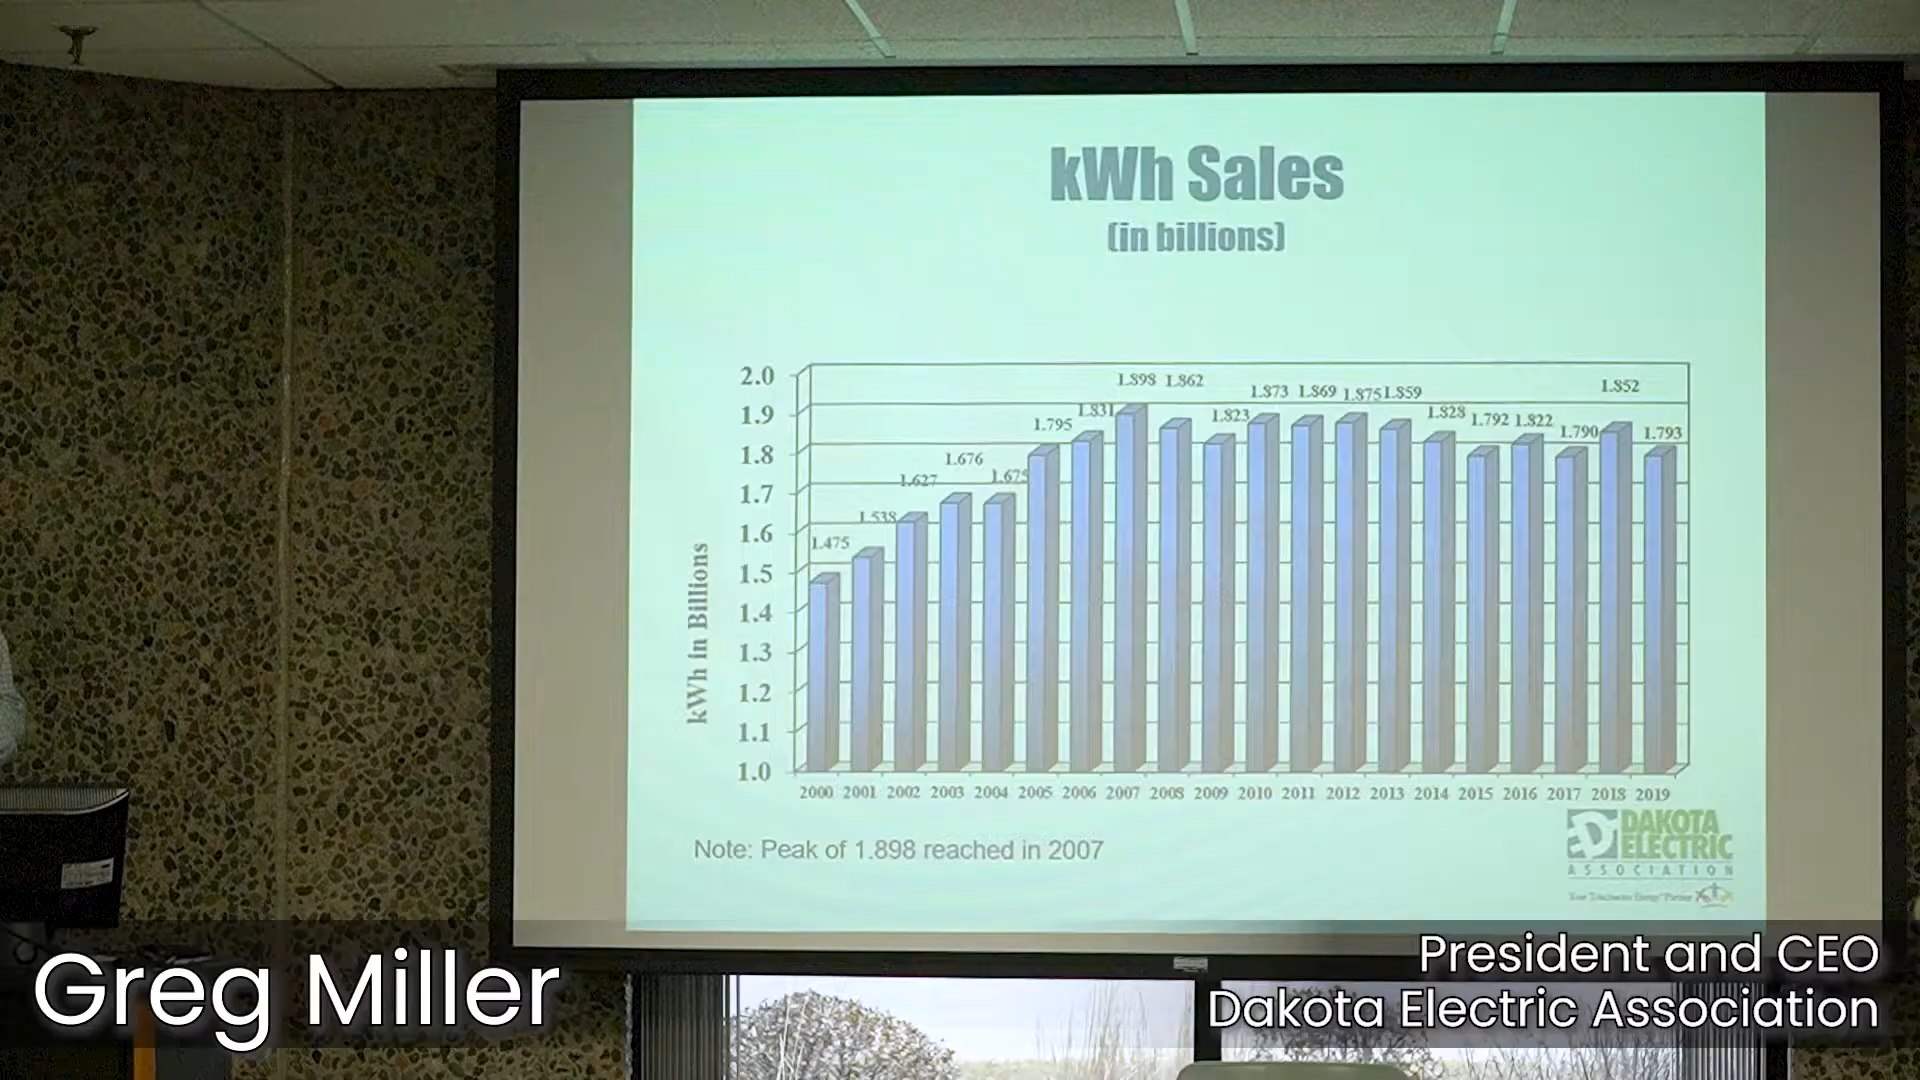 kWh Sales
(in billions)
kWh in Billions
2.0
1.9
1.8
1.7
1.6
1.5
1.4
1.3
1.2
1.1
1.0
1.475
1.538
1.627
1.676
1.675
1.795
1.831
1.898
1.862
1.823
1.873
1.869
1.875
1.859
1.828
1.792
1.822
1.790
1.852
1.793
2000 2001 2002 2003 2004 2005 2006 2007 2008 2009 2010 2011 2012 2013 2014 2015 2016 2017 2018 2019
Note: Peak of 1.898 reached in 2007
DAKOTA
ELECTRIC
ASSOCIATION
Your Touchstone Energy Partner
Greg Miller
President and CEO
Dakota Electric Association